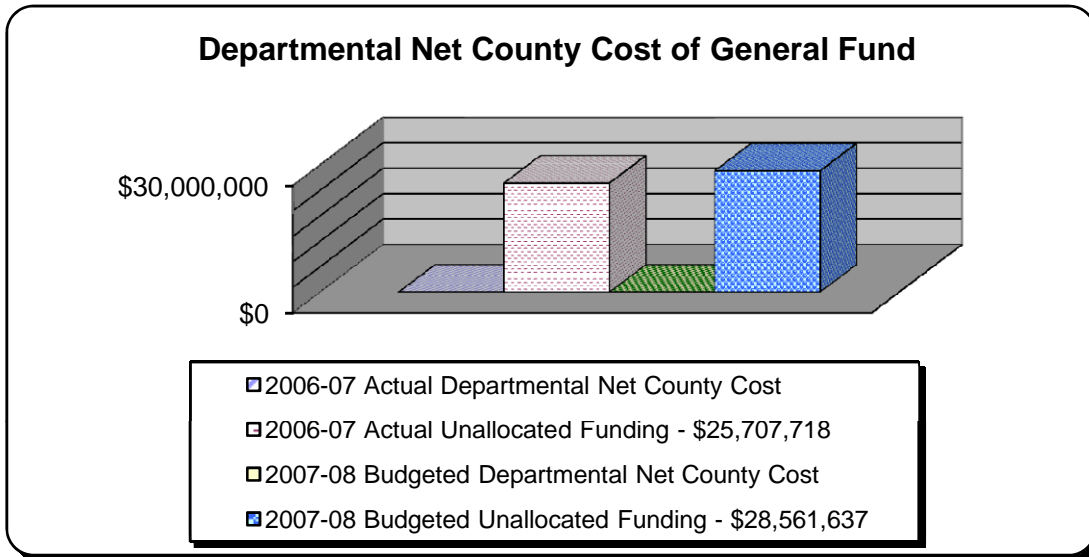 Departmental Net County Cost of General Fund
$30,000,000
$0
2006-07 Actual Departmental Net County Cost
2006-07 Actual Unallocated Funding - $25,707,718
2007-08 Budgeted Departmental Net County Cost
2007-08 Budgeted Unallocated Funding - $28,561,637